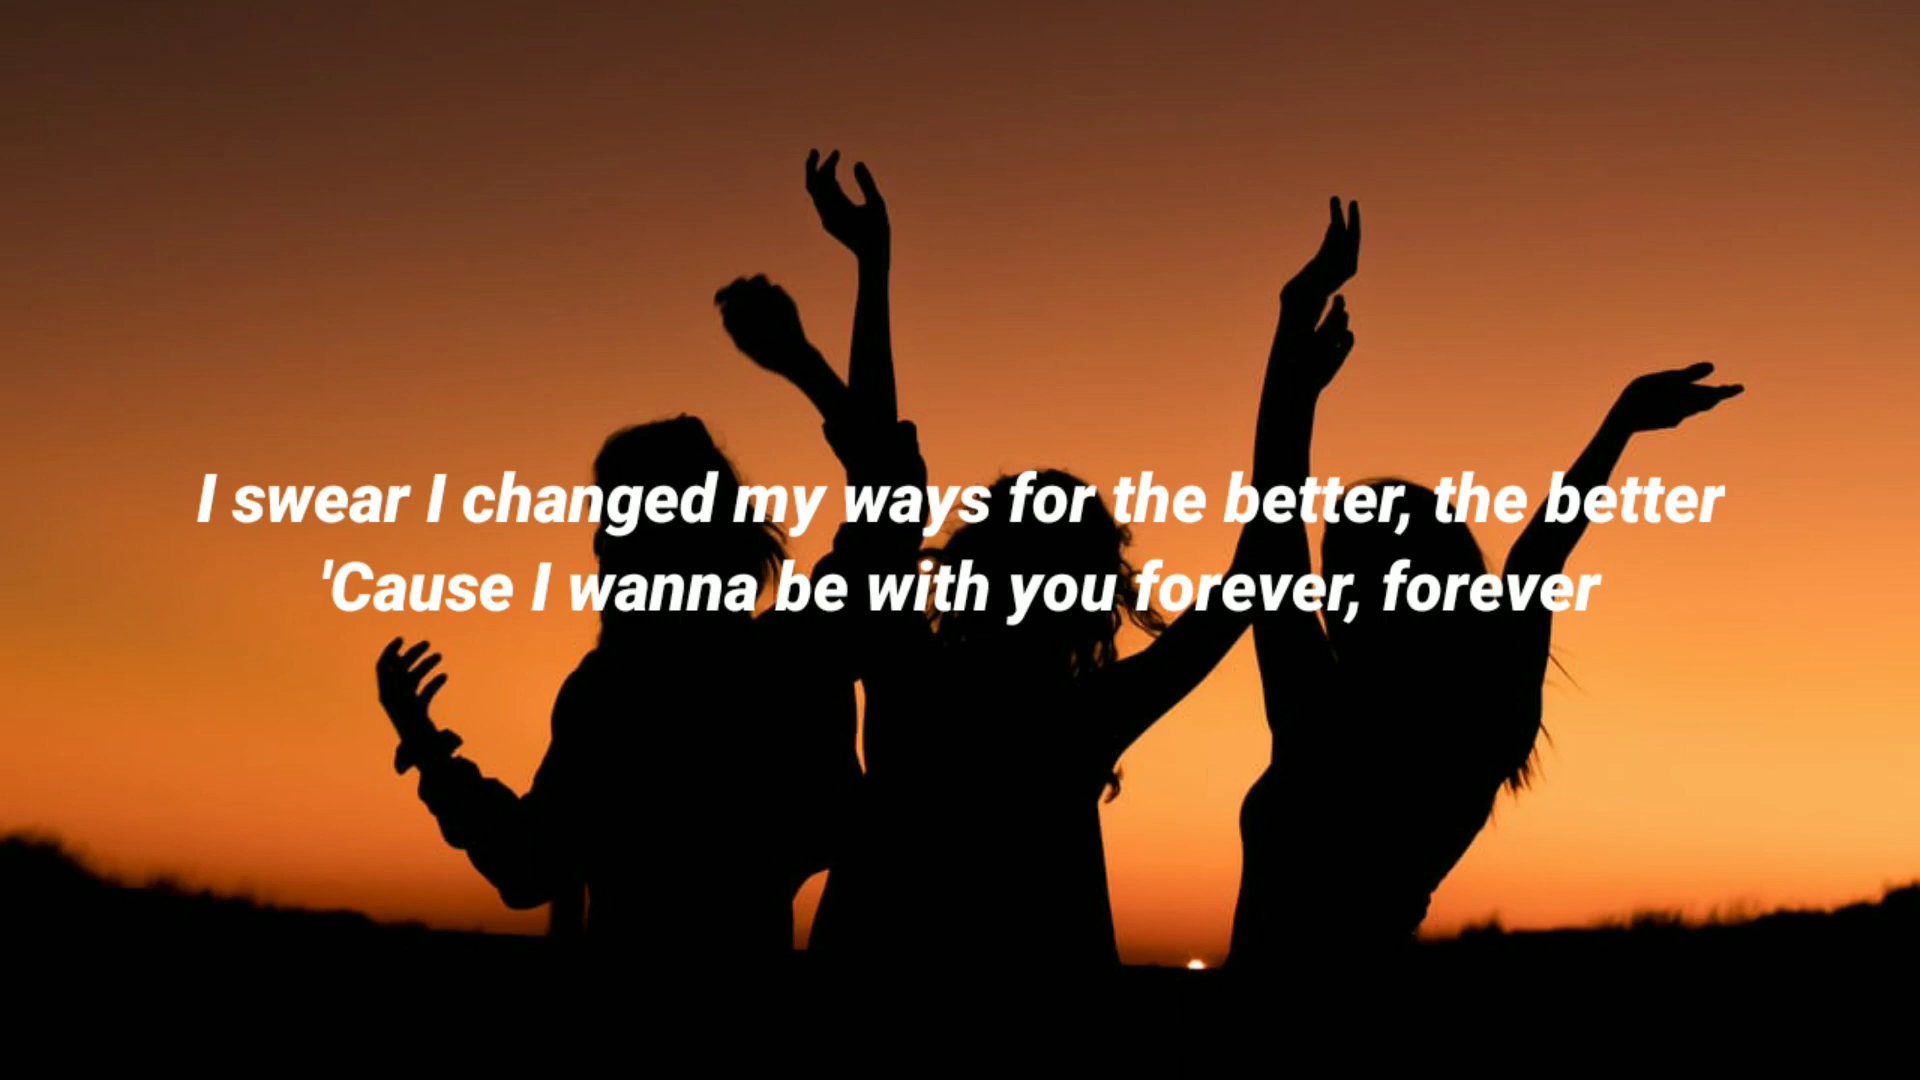 I swear I changed my ways for the better, the better
'Cause I wanna be with you forever, forever